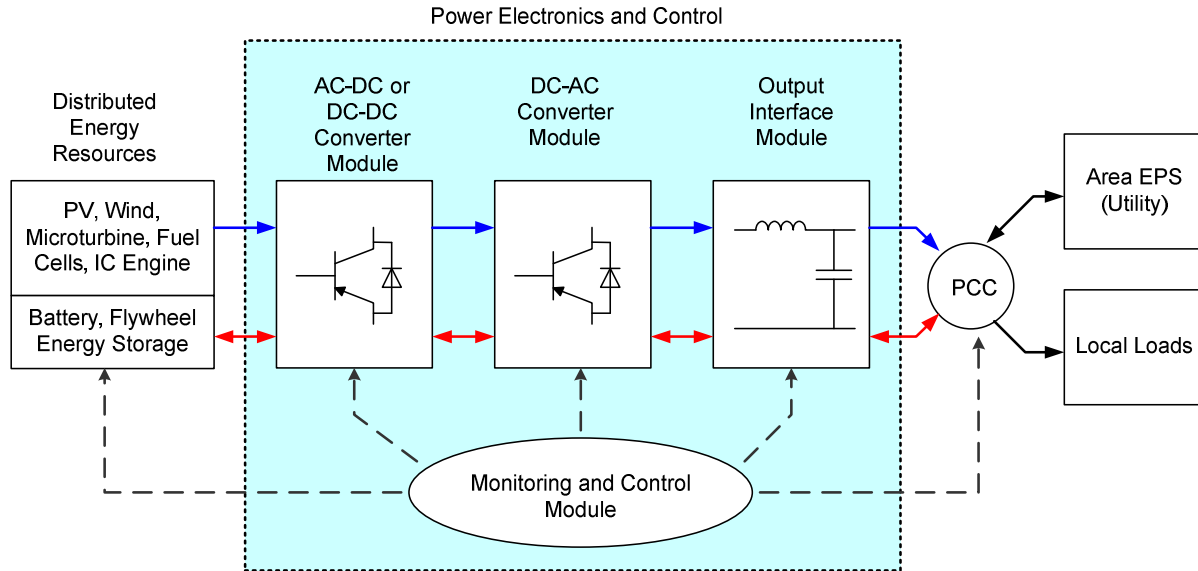 Power Electronics and Control
Distributed
Energy
Resources
AC-DC or
DC-DC
Converter
Module
DC-AC
Converter
Module
Output
Interface
Module
PV, Wind,
Microturbine, Fuel
Cells, IC Engine
Battery, Flywheel
Energy Storage
PCC
Area EPS
(Utility)
Local Loads
Monitoring and Control
Module